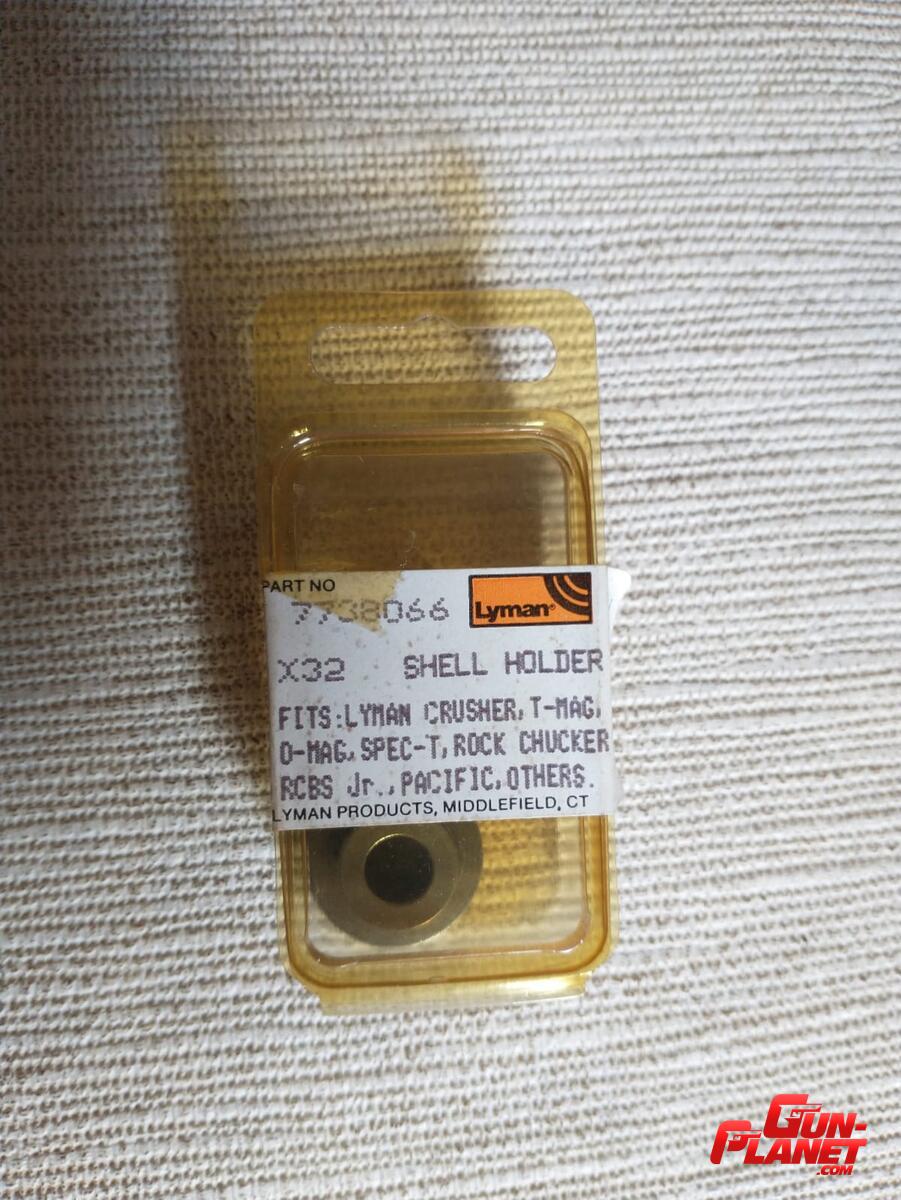 PART NO
7738066
Lyman®
X32 SHELL HOLDER
FITS:LYMAN CRUSHER, T-MAG,
O-MAG, SPEC-T, ROCK CHUCKER
RCBS Jr., PACIFIC, OTHERS.
LYMAN PRODUCTS, MIDDLEFIELD, CT
GUN-
PLANET
.COM